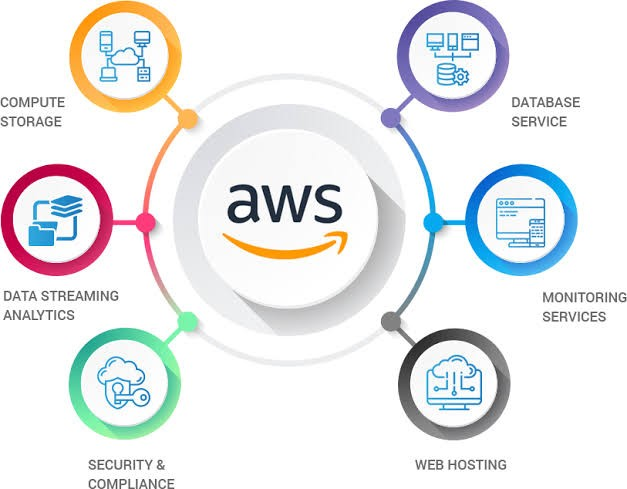 COMPUTE
STORAGE
DATABASE
SERVICE
aws
DATA STREAMING
ANALYTICS
MONITORING
SERVICES
SECURITY &
COMPLIANCE
WEB HOSTING